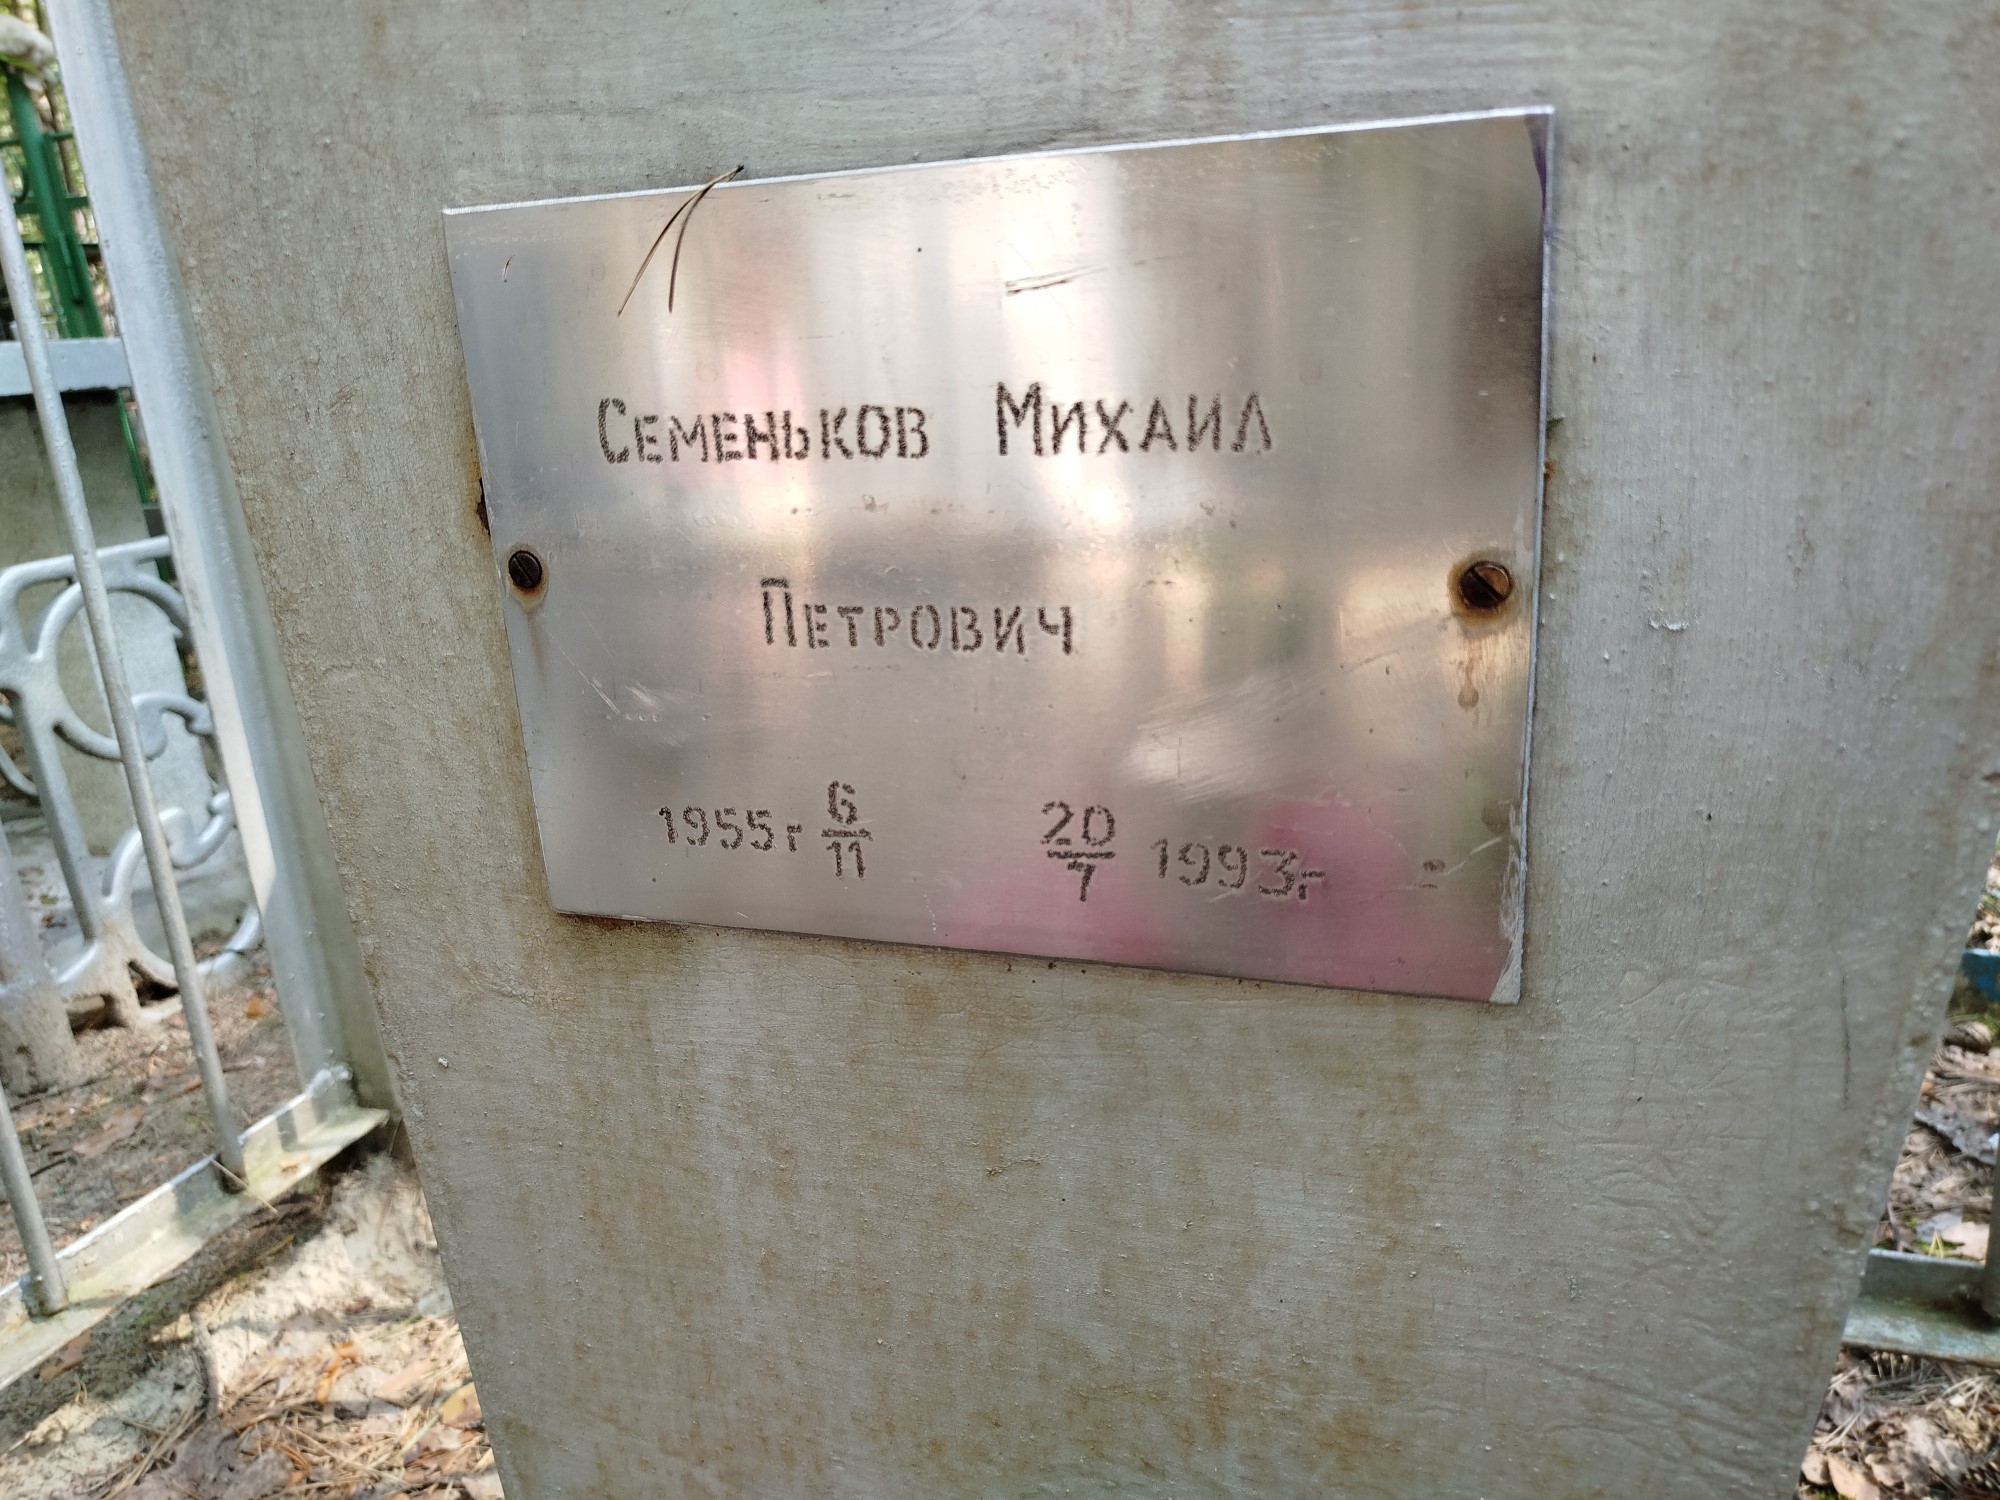 Семеньков Михаил
Петрович
1955г 6/11 20/7 1993г